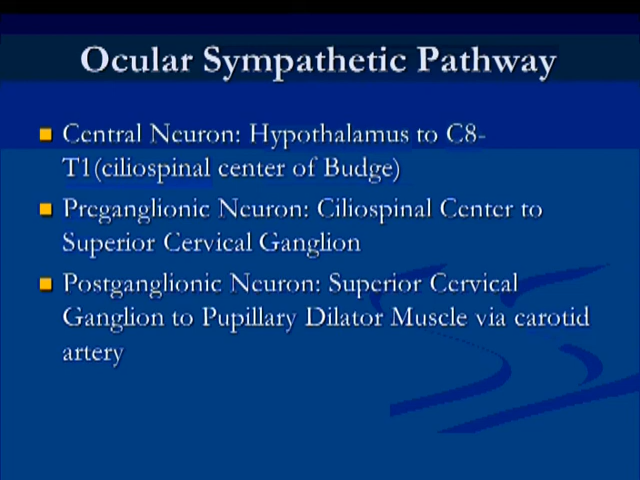 Ocular Sympathetic Pathway
Central Neuron: Hypothalamus to C8-
T1(ciliospinal center of Budge)
Preganglionic Neuron: Ciliospinal Center to
Superior Cervical Ganglion
Postganglionic Neuron: Superior Cervical
Ganglion to Pupillary Dilator Muscle via carotid
artery